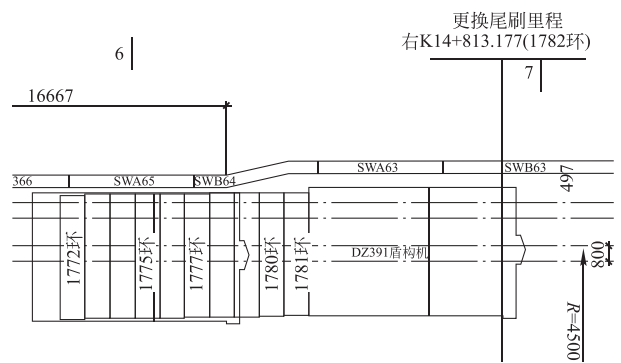 更换尾刷里程
右K14+813.177(1782环)
6
7
16667
366
SWA65
SWB64
SWA63
SWB63
497
1772环
1775环
1777环
1780环
1781环
DZ391盾构机
800
R=4500